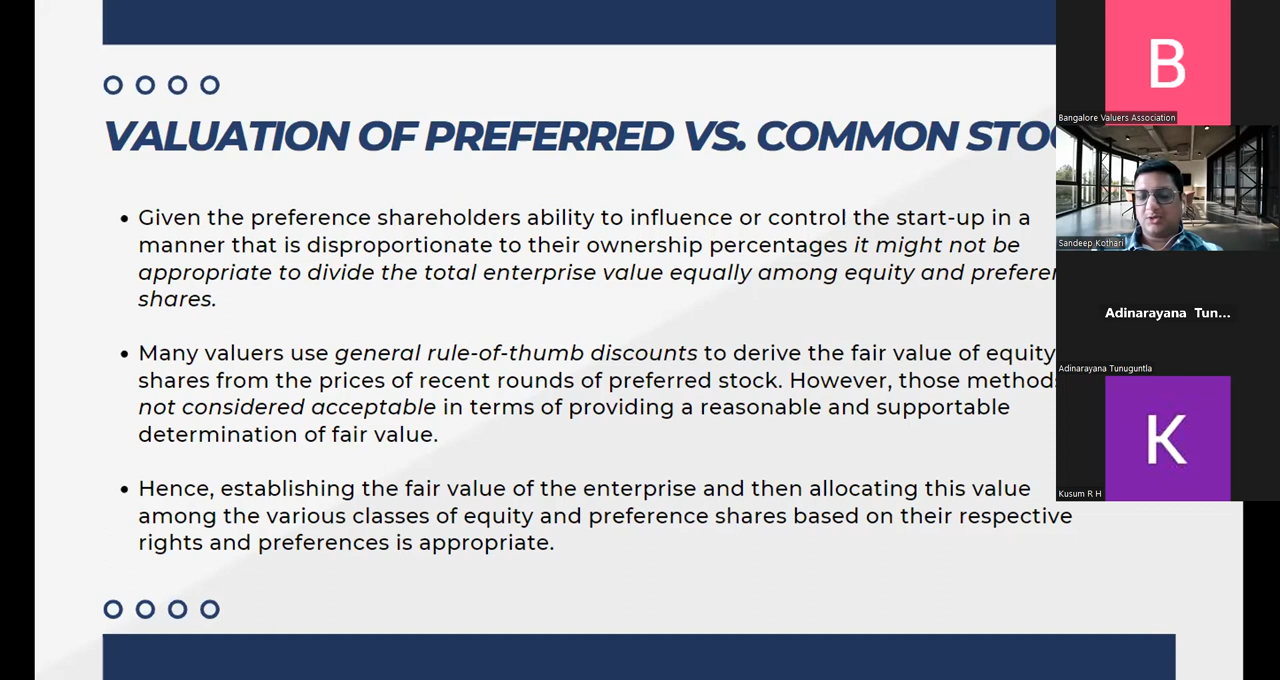 VALUATION OF PREFERRED VS. COMMON
• Given the preference shareholders ability to influence or control the start-up in a
manner that is disproportionate to their ownership percentages it might not be
appropriate to divide the total enterprise value equally among equity and
shares.
• Many valuers use general rule-of-thumb discounts to derive the fair value of equity
shares from the prices of recent rounds of preferred stock. However, those
not considered acceptable in terms of providing a reasonable and supportable
determination of fair value.
• Hence, establishing the fair value of the enterprise and then allocating this value
among the various classes of equity and preference shares based on their respective
rights and preferences is appropriate.
B
Bangalore Valuers Association
Sandeep Kothari
Adinarayana Tun...
Adinarayana Tunuguntla
K
Kusum R H